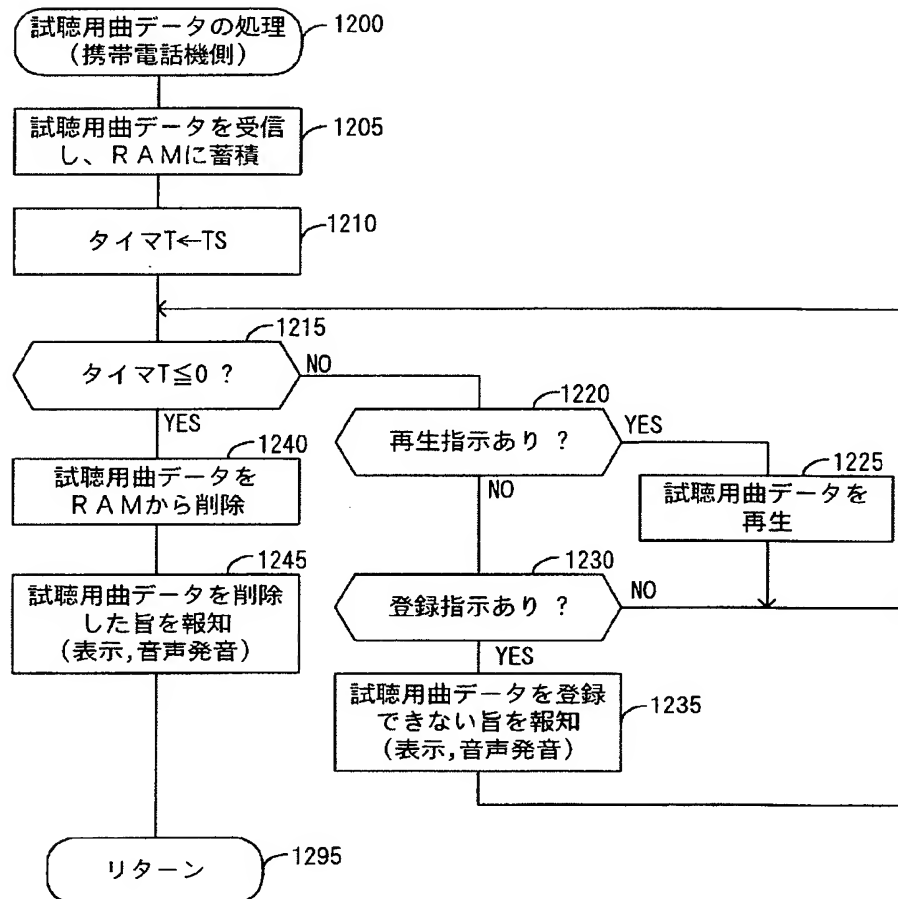 試聴用曲データの処理
(携帯電話機側)
1200
試聴用曲データを受信
し、ＲＡＭに蓄積
1205
タイマT←TS
1210
1215
タイマT≦0 ?
NO
YES
1220
再生指示あり ?
YES
NO
1225
試聴用曲データを
再生
1240
試聴用曲データを
ＲＡＭから削除
1230
登録指示あり ?
NO
YES
1245
試聴用曲データを削除
した旨を報知
(表示,音声発音)
試聴用曲データを登録
できない旨を報知
(表示,音声発音)
1235
リターン
1295